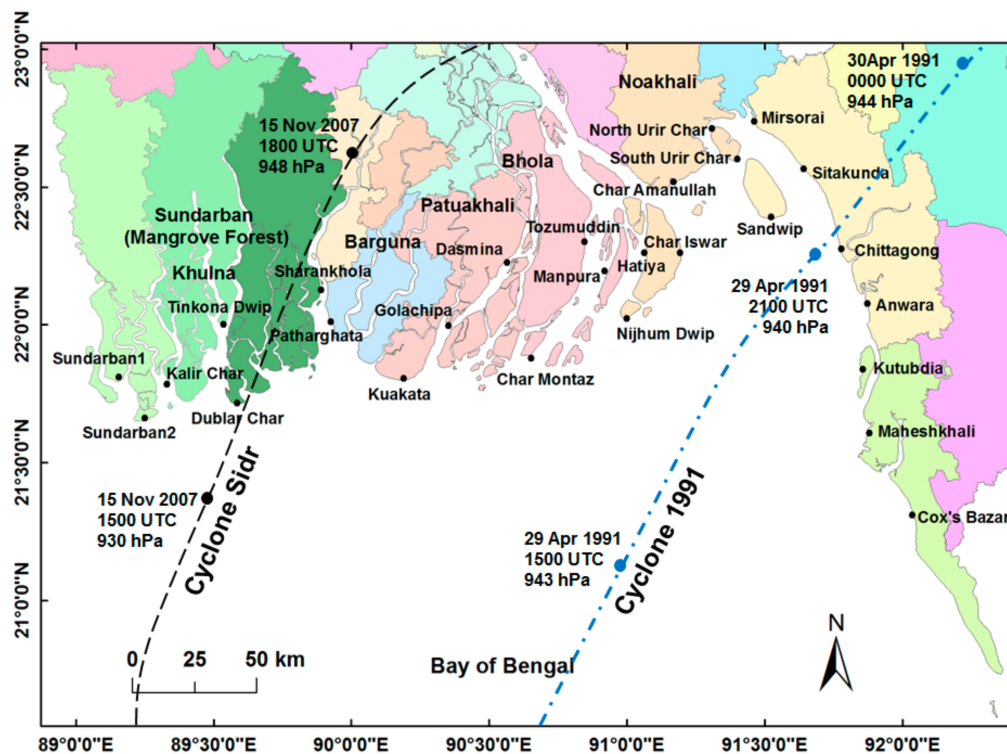 23°0'0"N
22°30'0"N
22°0'0"N
21°30'0"N
21°0'0"N
30Apr 1991
0000 UTC
944 hPa
Noakhali
15 Nov 2007
1800 UTC
948 hPa
North Urir Char
Mirsorai
South Urir Char
Bhola
Sitakunda
Char Amanullah
Sundarban
(Mangrove Forest)
Patuakhali
Tozumuddin
Sandwip
Barguna
Dasmina
Char Iswar
Chittagong
Khulna
Sharankhola
Manpura
Hatiya
29 Apr 1991
2100 UTC
940 hPa
Tinkona Dwip
Golachipa
Anwara
Patharghata
Nijhum Dwip
Sundarban1
Kalir Char
Kuakata
Char Montaz
Kutubdia
Dublar Char
Sundarban2
Maheshkhali
15 Nov 2007
1500 UTC
930 hPa
Cyclone Sidr
Cox's Bazar
29 Apr 1991
1500 UTC
943 hPa
Cyclone 1991
N
0 25 50 km
Bay of Bengal
89°0'0"E
89°30'0"E
90°0'0"E
90°30'0"E
91°0'0"E
91°30'0"E
92°0'0"E